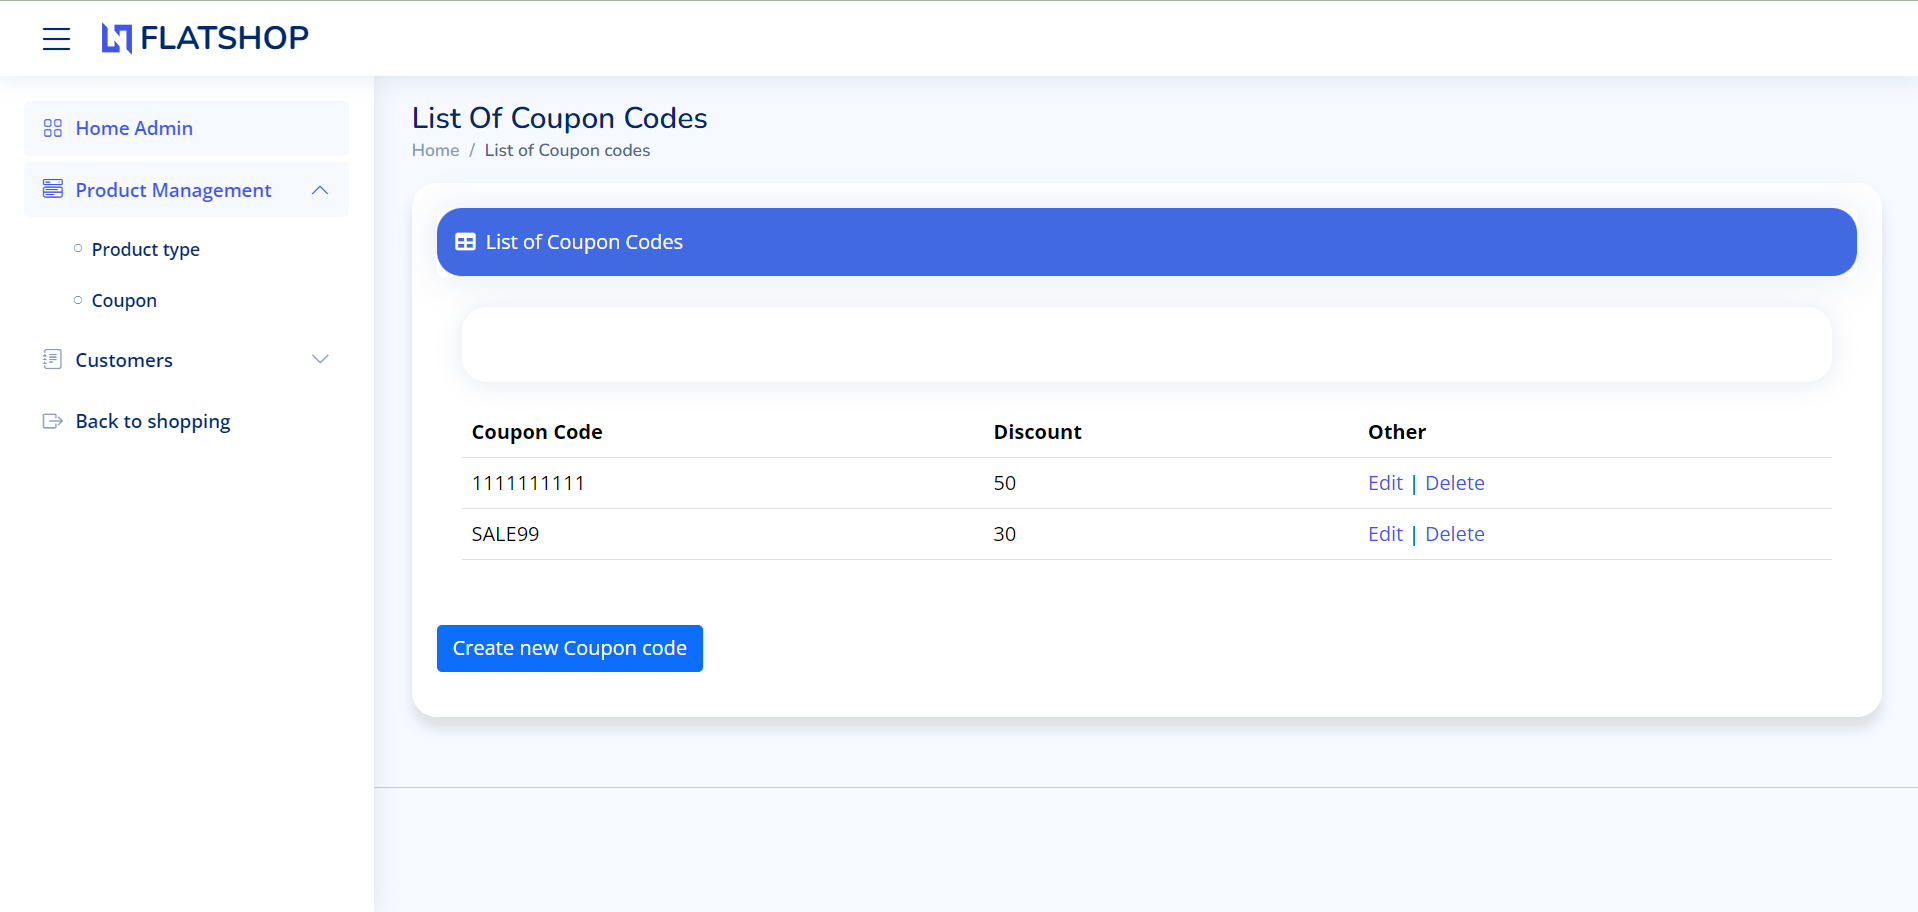 FLATSHOP
Home Admin
Product Management
Product type
Coupon
Customers
Back to shopping
List Of Coupon Codes
Home / List of Coupon codes
List of Coupon Codes
Coupon Code Discount Other
1111111111 50 Edit | Delete
SALE99 30 Edit | Delete
Create new Coupon code